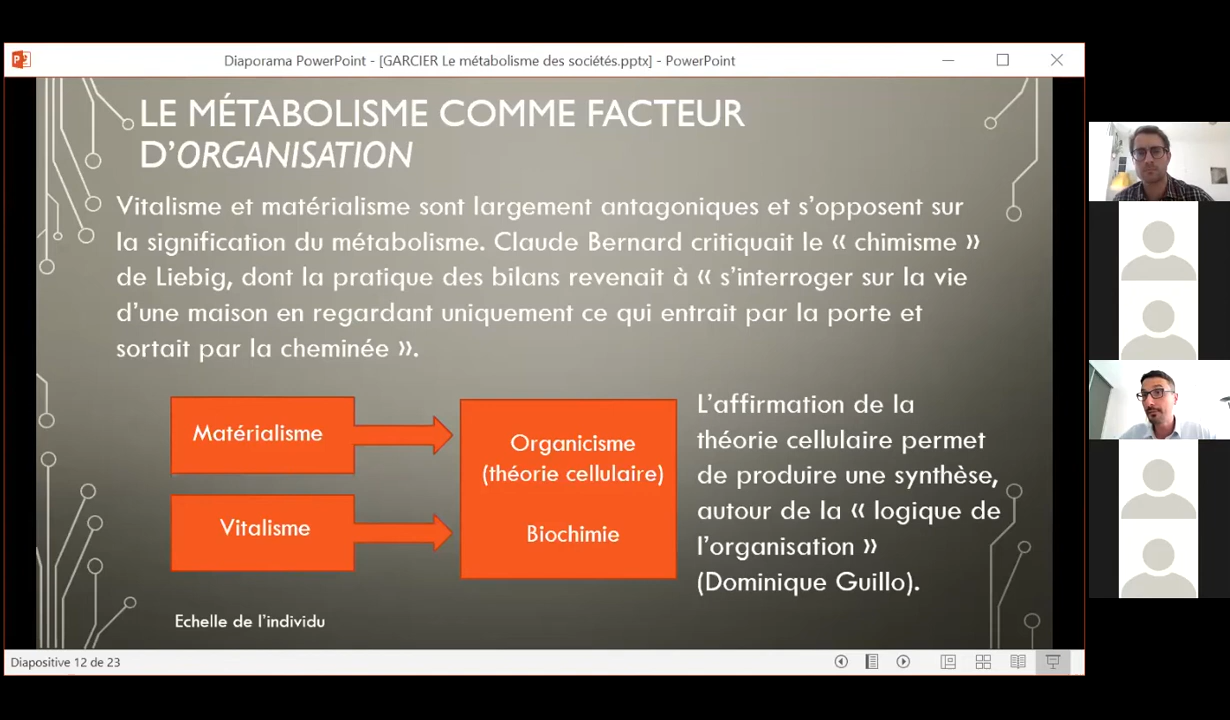 Diaporama PowerPoint - [GARCIER Le métabolisme des sociétés.pptx] - PowerPoint
LE MÉTABOLISME COMME FACTEUR
D'ORGANISATION
Vitalisme et matérialisme sont largement antagoniques et s'opposent sur
la signification du métabolisme. Claude Bernard critiquait le « chimisme »
de Liebig, dont la pratique des bilans revenait à « s'interroger sur la vie
d'une maison en regardant uniquement ce qui entrait par la porte et
sortait par la cheminée ».
Matérialisme
Vitalisme
Organicisme
(théorie cellulaire)
Biochimie
L'affirmation de la
théorie cellulaire permet
de produire une synthèse,
autour de la « logique de
l'organisation »
(Dominique Guillo).
Echelle de l'individu
Diapositive 12 de 23